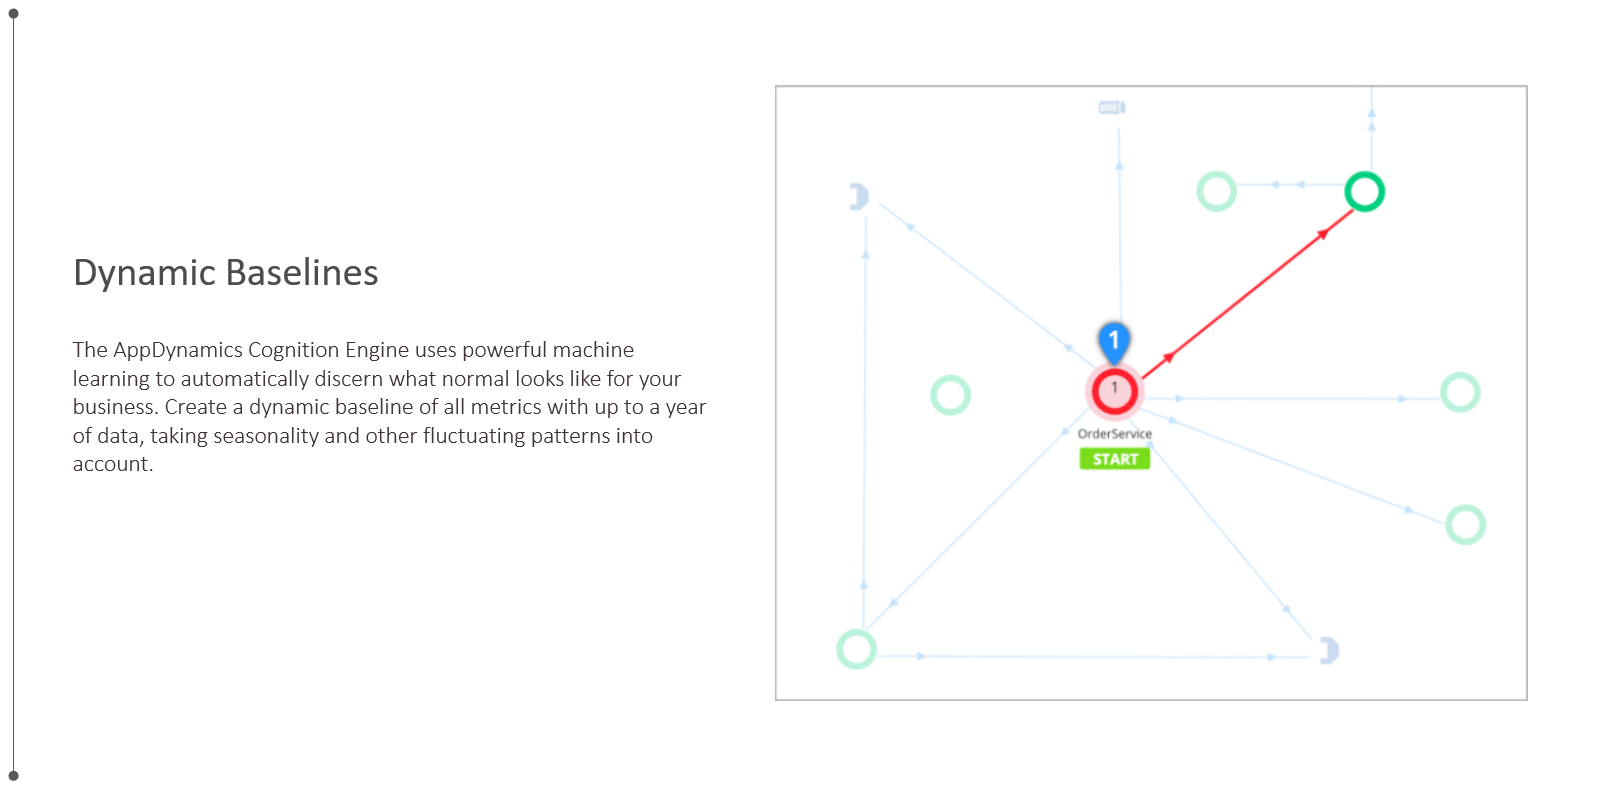 Dynamic Baselines
The AppDynamics Cognition Engine uses powerful machine
learning to automatically discern what normal looks like for your
business. Create a dynamic baseline of all metrics with up to a year
of data, taking seasonality and other fluctuating patterns into
account.
1
1
OrderService
START